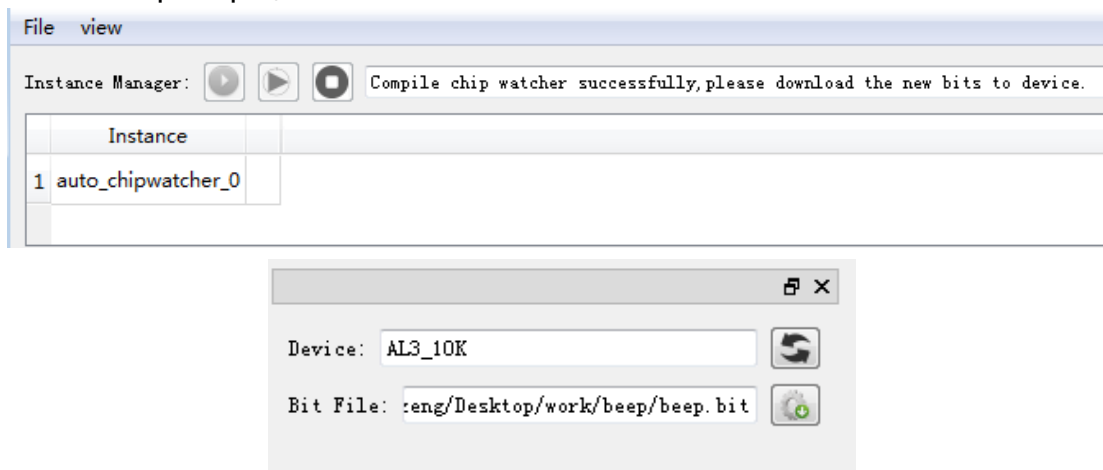 File view
Instance Manager: Compile chip watcher successfully,please download the new bits to device.
Instance
1 auto_chipwatcher_0
Device: AL3_10K
Bit File: :eng/Desktop/work/beep/beep.bit